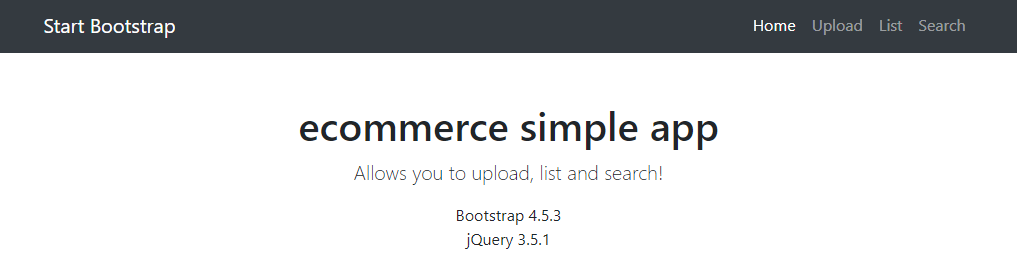 Start Bootstrap Home Upload List Search
ecommerce simple app
Allows you to upload, list and search!
Bootstrap 4.5.3
jQuery 3.5.1